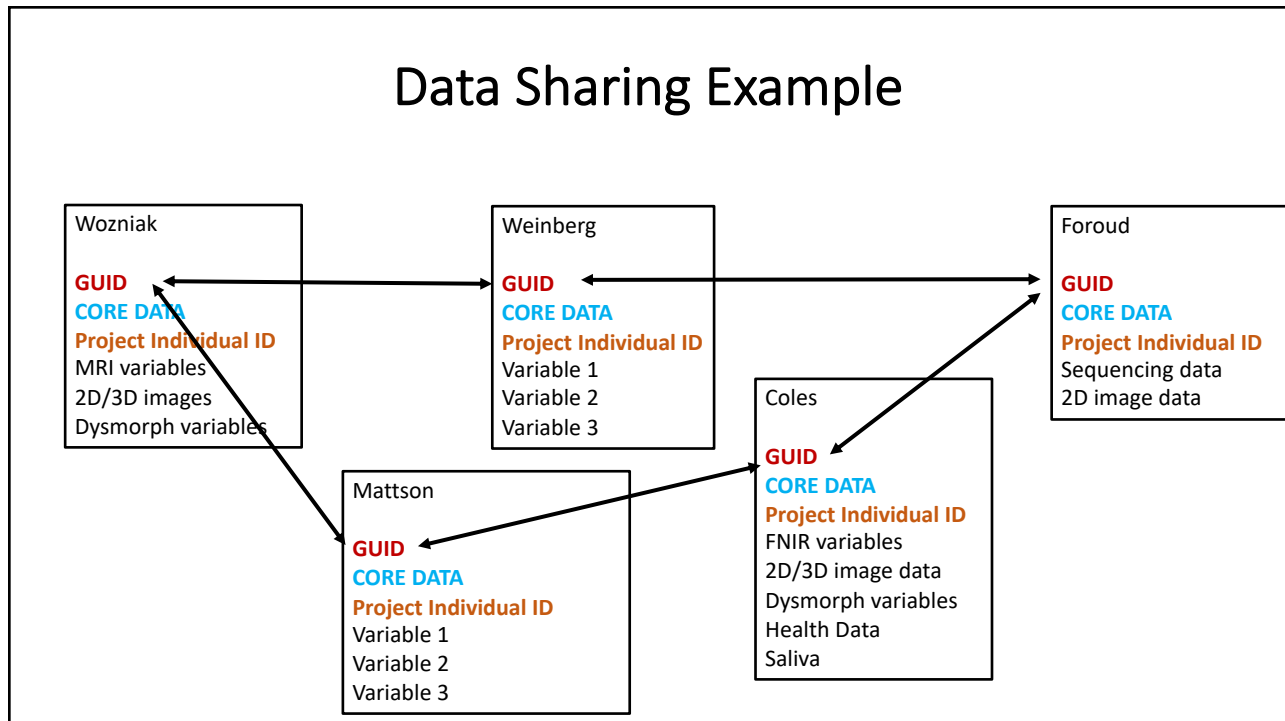 Data Sharing Example
Wozniak
GUID
CORE DATA
Project Individual ID
MRI variables
2D/3D images
Dysmorph variables
Weinberg
GUID
CORE DATA
Project Individual ID
Variable 1
Variable 2
Variable 3
Foroud
GUID
CORE DATA
Project Individual ID
Sequencing data
2D image data
Mattson
GUID
CORE DATA
Project Individual ID
Variable 1
Variable 2
Variable 3
Coles
GUID
CORE DATA
Project Individual ID
FNIR variables
2D/3D image data
Dysmorph variables
Health Data
Saliva